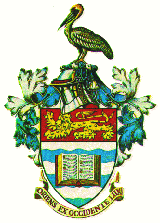 ORIENS EX OCCIDENTE LUX